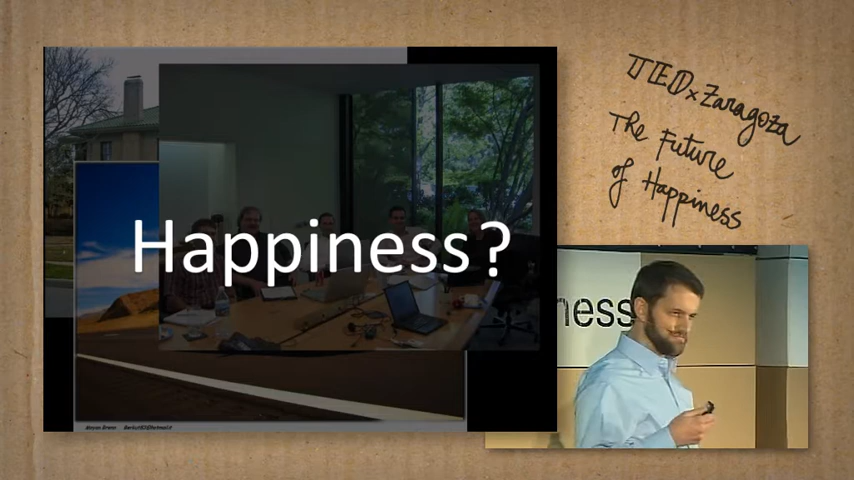 Happiness?
TEDxZaragoza
The Future
of Happiness
ness